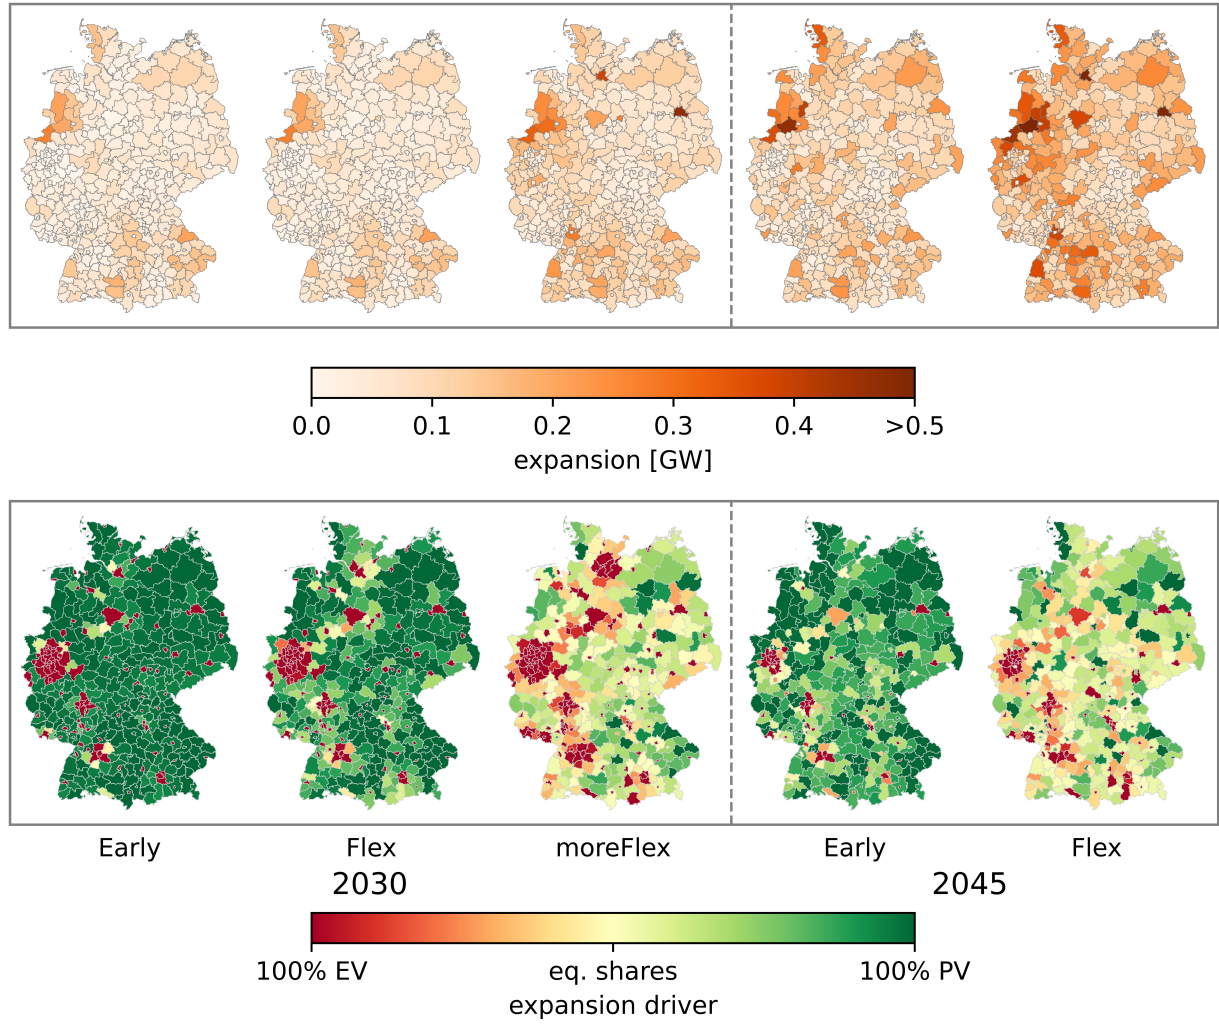 0.0 0.1 0.2 0.3 0.4 >0.5
expansion [GW]
Early Flex moreFlex Early Flex
2030 2045
100% EV eq. shares 100% PV
expansion driver